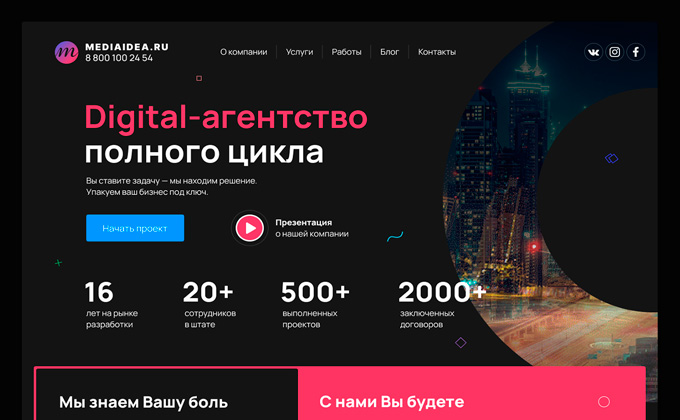 MEDIAIDEA.RU
8 800 100 24 54
О компании
Услуги
Работы
Блог
Контакты
Digital-агентство
полного цикла
Вы ставите задачу — мы находим решение.
Упакуем ваш бизнес под ключ.
Начать проект
Презентация
о нашей компании
16
лет на рынке
разработки
20+
сотрудников
в штате
500+
выполненных
проектов
2000+
заключенных
договоров
Мы знаем Вашу боль
С нами Вы будете